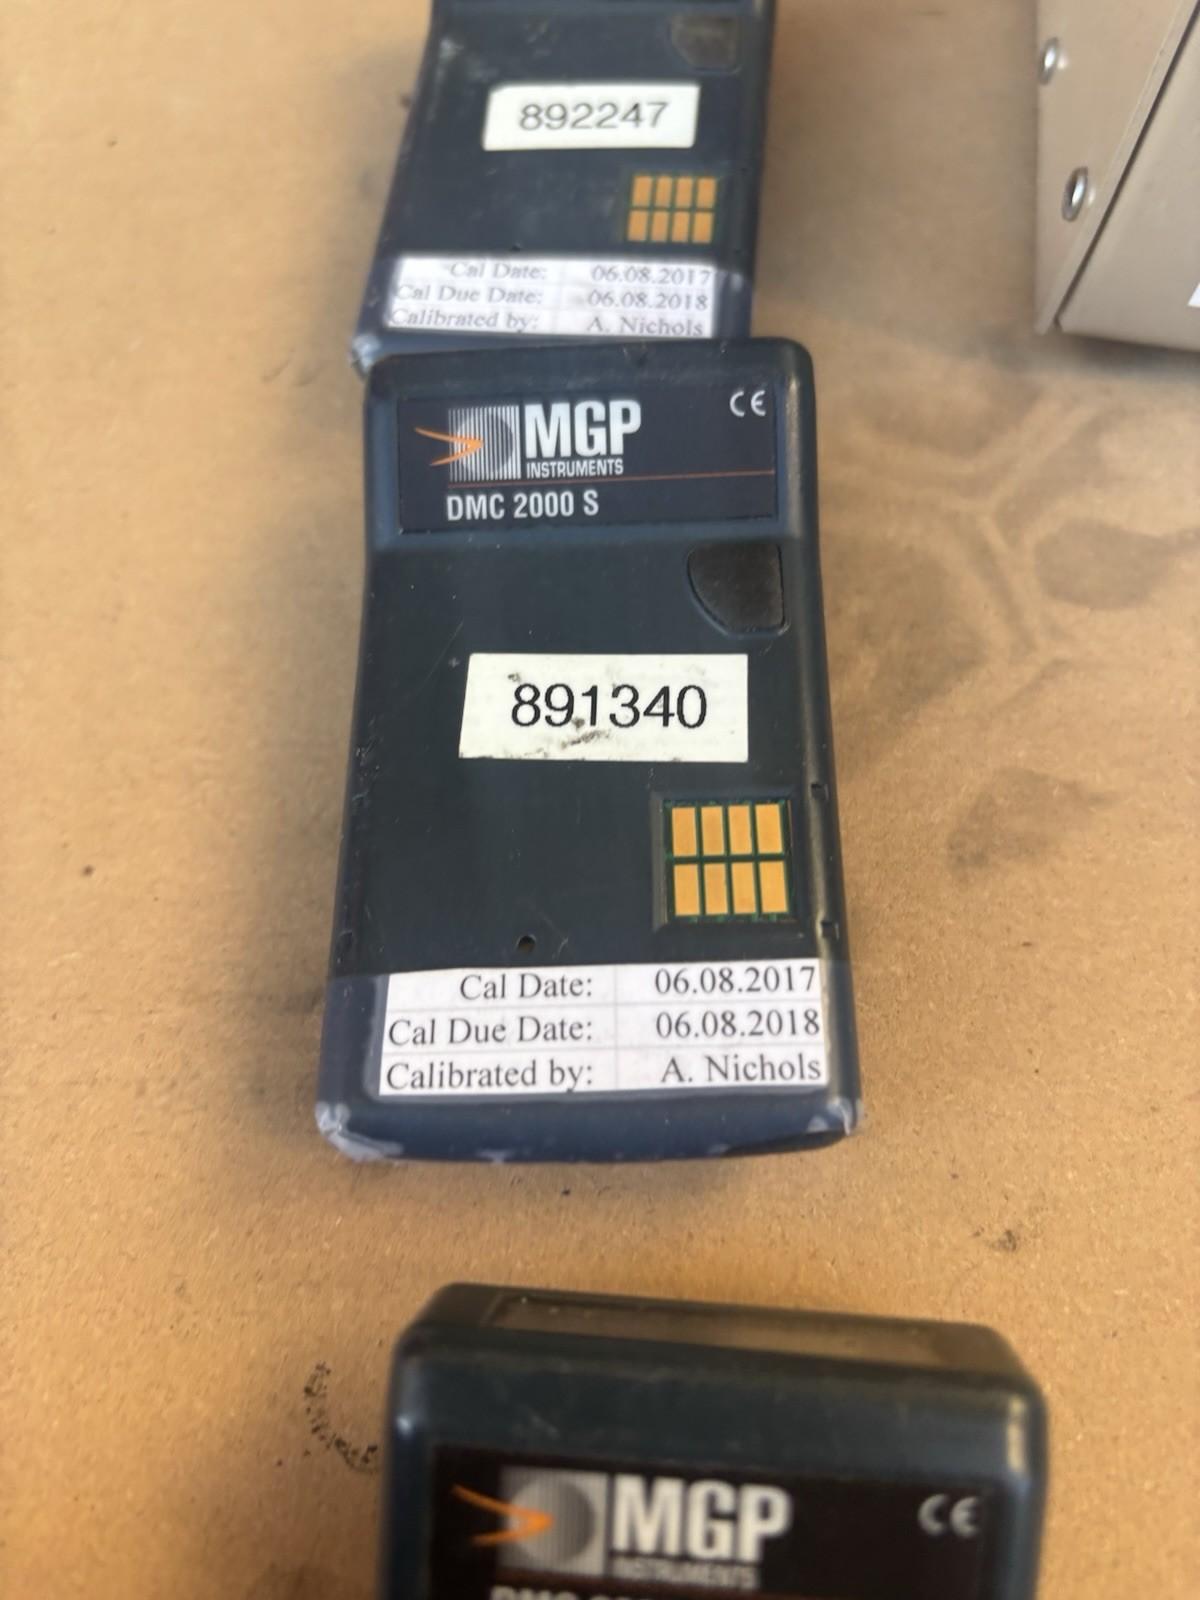 892247
Cal Date: 06.08.2017
Cal Due Date: 06.08.2018
Calibrated by: A. Nichols
MGP
INSTRUMENTS
CE
DMC 2000 S
891340
Cal Date: 06.08.2017
Cal Due Date: 06.08.2018
Calibrated by: A. Nichols
MGP
INSTRUMENTS
CE